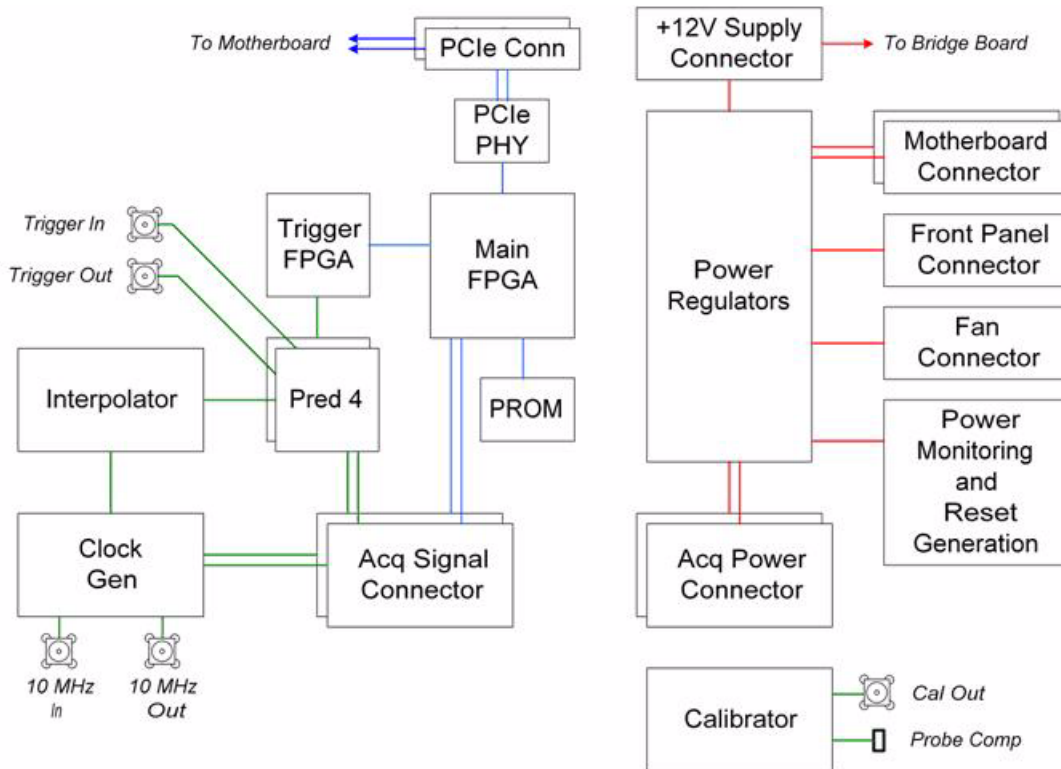 To Motherboard
PCIe Conn
+12V Supply
Connector
To Bridge Board
PCIe
PHY
Motherboard
Connector
Trigger In
Trigger Out
Trigger
FPGA
Main
FPGA
Power
Regulators
Front Panel
Connector
Fan
Connector
Interpolator
Pred 4
PROM
Power
Monitoring
and
Reset
Generation
Clock
Gen
Acq Signal
Connector
Acq Power
Connector
10 MHz
In
10 MHz
Out
Calibrator
Cal Out
Probe Comp